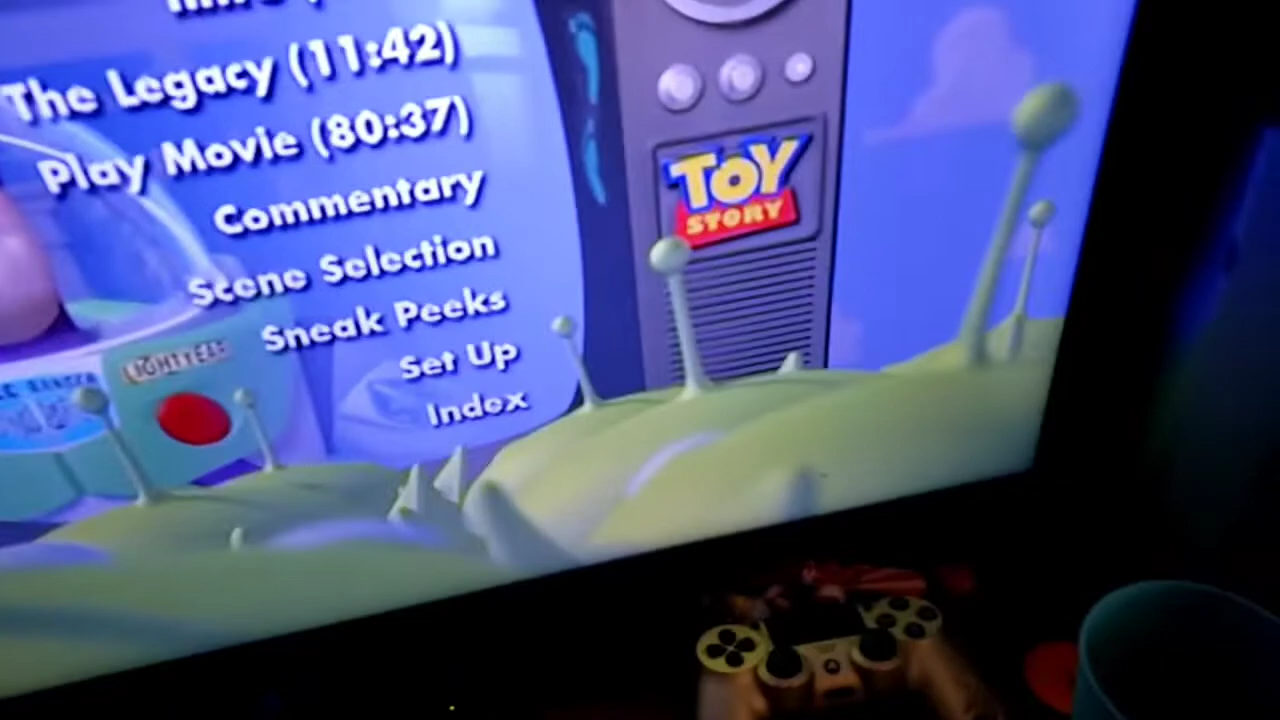 The Legacy (11:42)
Play Movie (80:37)
Commentary
Scene Selection
Sneak Peeks
Set Up
Index
TOY
STORY
LIGHTYEAR